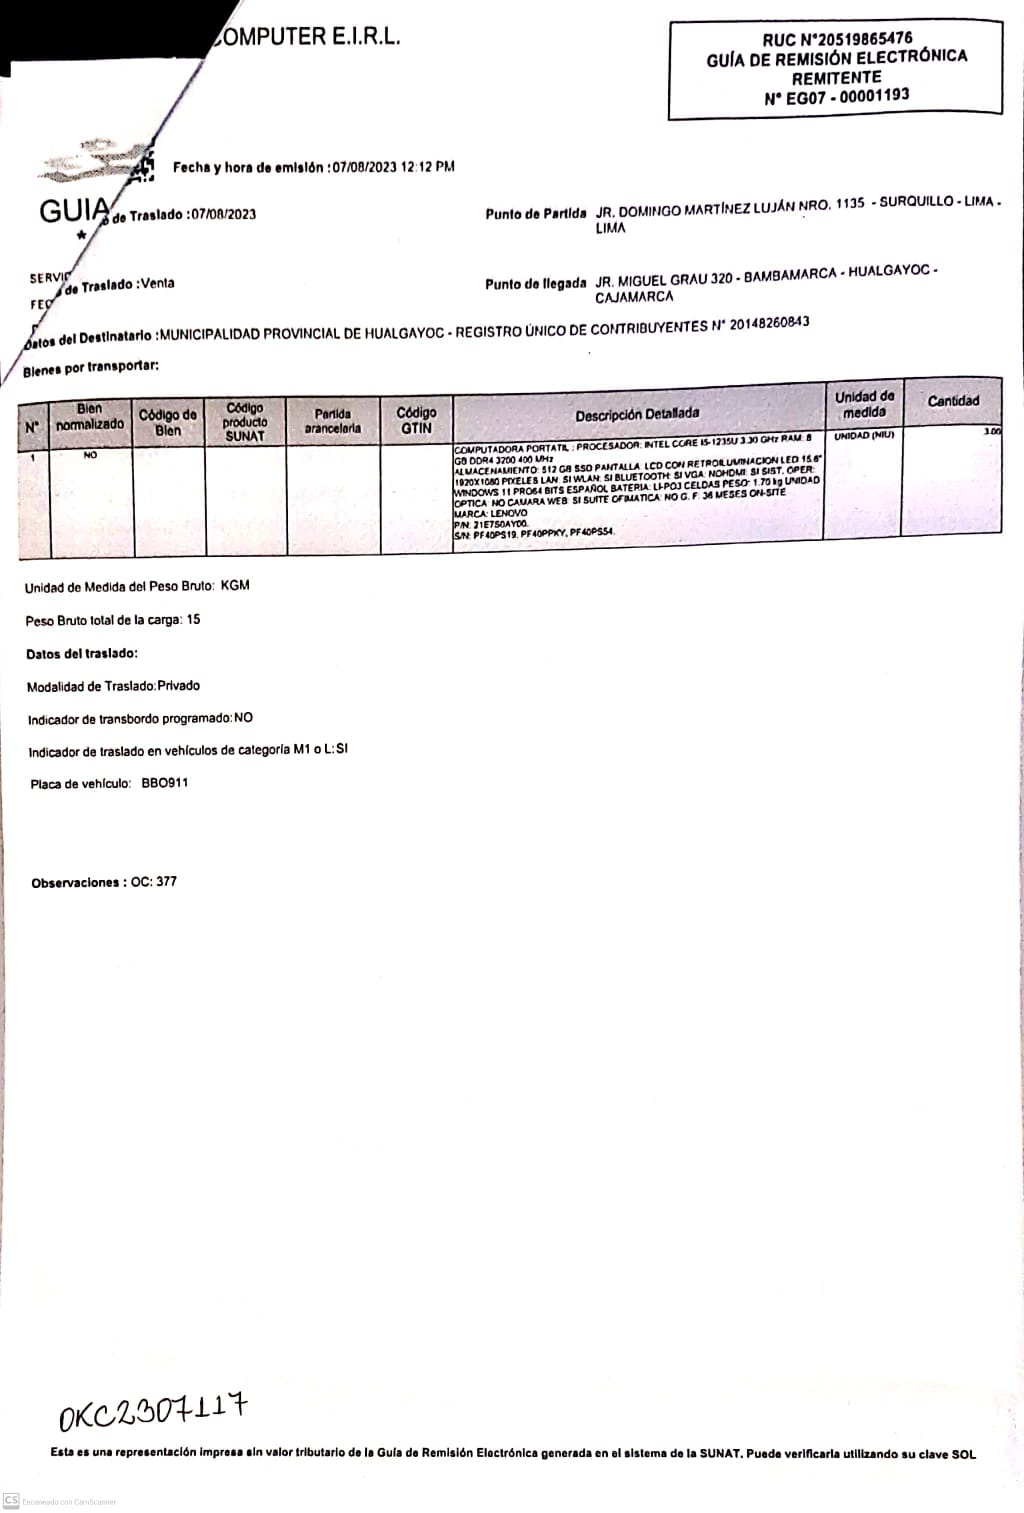 COMPUTER E.I.R.L.
RUC N°20519865476
GUÍA DE REMISIÓN ELECTRÓNICA
REMITENTE
N° EG07 - 00001193
Fecha y hora de emisión :07/08/2023 12:12 PM
GUIA
de Traslado :07/08/2023
Punto de Partida JR. DOMINGO MARTÍNEZ LUJÁN NRO. 1135 - SURQUILLO - LIMA -
LIMA
*
SERVIC
de Traslado :Venta
FEC
Punto de llegada JR. MIGUEL GRAU 320 - BAMBAMARCA - HUALGAYOC -
CAJAMARCA
Datos del Destinatario :MUNICIPALIDAD PROVINCIAL DE HUALGAYOC - REGISTRO ÚNICO DE CONTRIBUYENTES N° 20148260843
Bienes por transportar:
N° Bien normalizado Código de Bien Código producto SUNAT Partida arancelaria Código GTIN Descripción Detallada Unidad de medida Cantidad
1 NO COMPUTADORA PORTATIL : PROCESADOR: INTEL CORE I5-1235U 3.30 GHz RAM: 8 UNIDAD (NIU) 3.00
GB DDR4 3200 400 MHz
ALMACENAMIENTO: 512 GB SSD PANTALLA: LCD CON RETROILUMINACION LED 15.6"
1920X1080 PIXELES LAN: SI WLAN: SI BLUETOOTH: SI VGA: NOHDMI: SI SIST. OPER:
WINDOWS 11 PRO64 BITS ESPAÑOL BATERIA: LI-POJ CELDAS PESO: 1.70 kg UNIDAD
OPTICA: NO CAMARA WEB: SI SUITE OFIMATICA: NO G. F: 36 MESES ON-SITE
MARCA: LENOVO
P/N: 21E7S0AY00.
S/N: PF40PS19, PF40PPKY, PF40PS54.
Unidad de Medida del Peso Bruto: KGM
Peso Bruto total de la carga: 15
Datos del traslado:
Modalidad de Traslado:Privado
Indicador de transbordo programado:NO
Indicador de traslado en vehículos de categoría M1 o L:SI
Placa de vehículo: BBO911
Observaciones : OC: 377
OKC2307117
Esta es una representación impresa sin valor tributario de la Guía de Remisión Electrónica generada en el sistema de la SUNAT. Puede verificarla utilizando su clave SOL
CS Escaneado con CamScanner